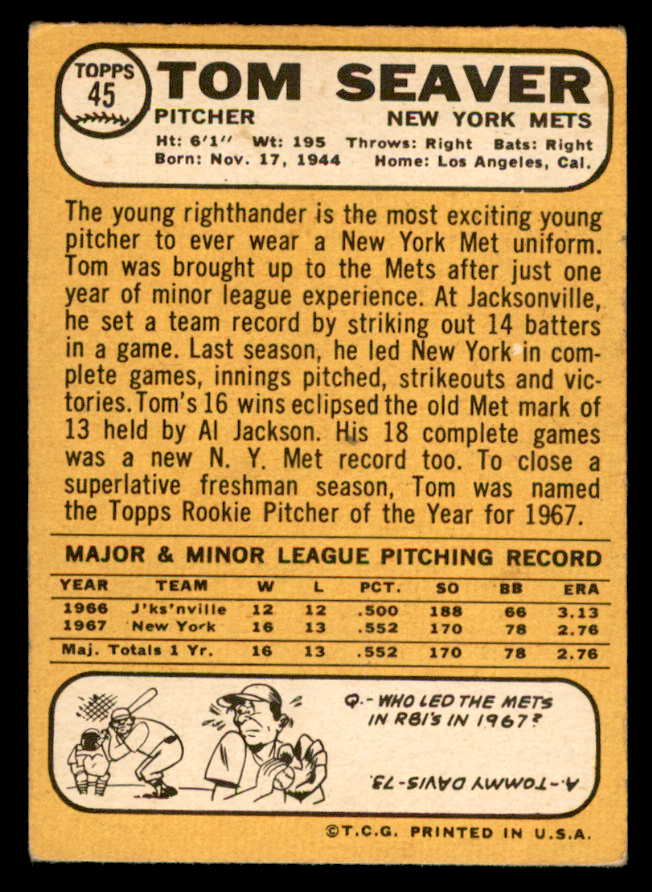 TOPPS
45
TOM SEAVER
PITCHER NEW YORK METS
Ht: 6'1" Wt: 195 Throws: Right Bats: Right
Born: Nov. 17, 1944 Home: Los Angeles, Cal.
The young righthander is the most exciting young
pitcher to ever wear a New York Met uniform.
Tom was brought up to the Mets after just one
year of minor league experience. At Jacksonville,
he set a team record by striking out 14 batters
in a game. Last season, he led New York in com-
plete games, innings pitched, strikeouts and vic-
tories. Tom's 16 wins eclipsed the old Met mark of
13 held by Al Jackson. His 18 complete games
was a new N. Y. Met record too. To close a
superlative freshman season, Tom was named
the Topps Rookie Pitcher of the Year for 1967.
MAJOR & MINOR LEAGUE PITCHING RECORD
YEAR TEAM W L PCT. SO BB ERA
1966 J'ks'nville 12 12 .500 188 66 3.13
1967 New York 16 13 .552 170 78 2.76
Maj. Totals 1 Yr. 16 13 .552 170 78 2.76
Q.-WHO LED THE METS
IN RBI'S IN 1967?
A.-TOMMY DAVIS-73.
©T.C.G. PRINTED IN U.S.A.